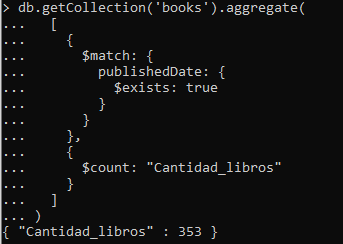 > db.getCollection('books').aggregate(
...   [
...     {
...       $match: {
...         publishedDate: {
...           $exists: true
...         }
...       }
...     },
...     {
...       $count: "Cantidad_libros"
...     }
...   ]
... )
{ "Cantidad_libros" : 353 }